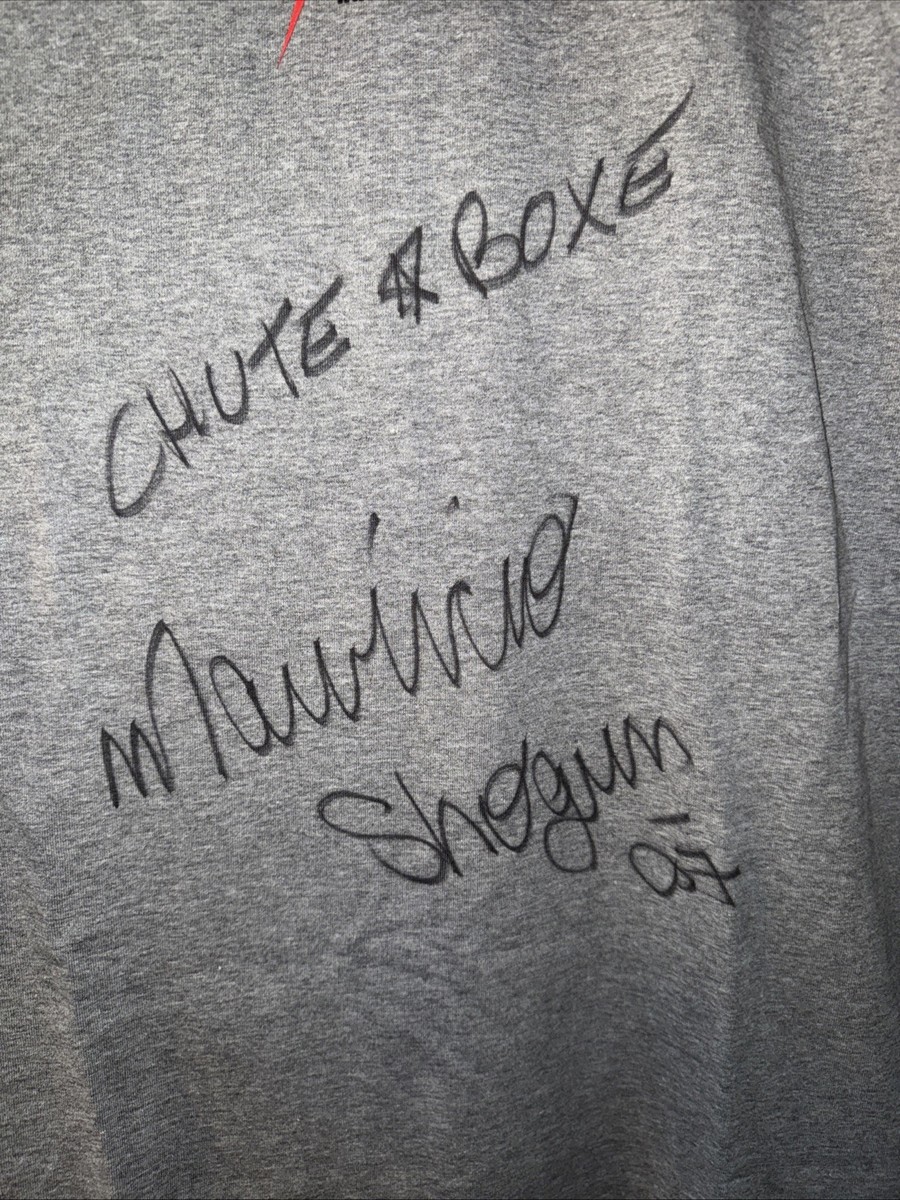 CHUTE & BOXE
Mauricio
Shogun
07